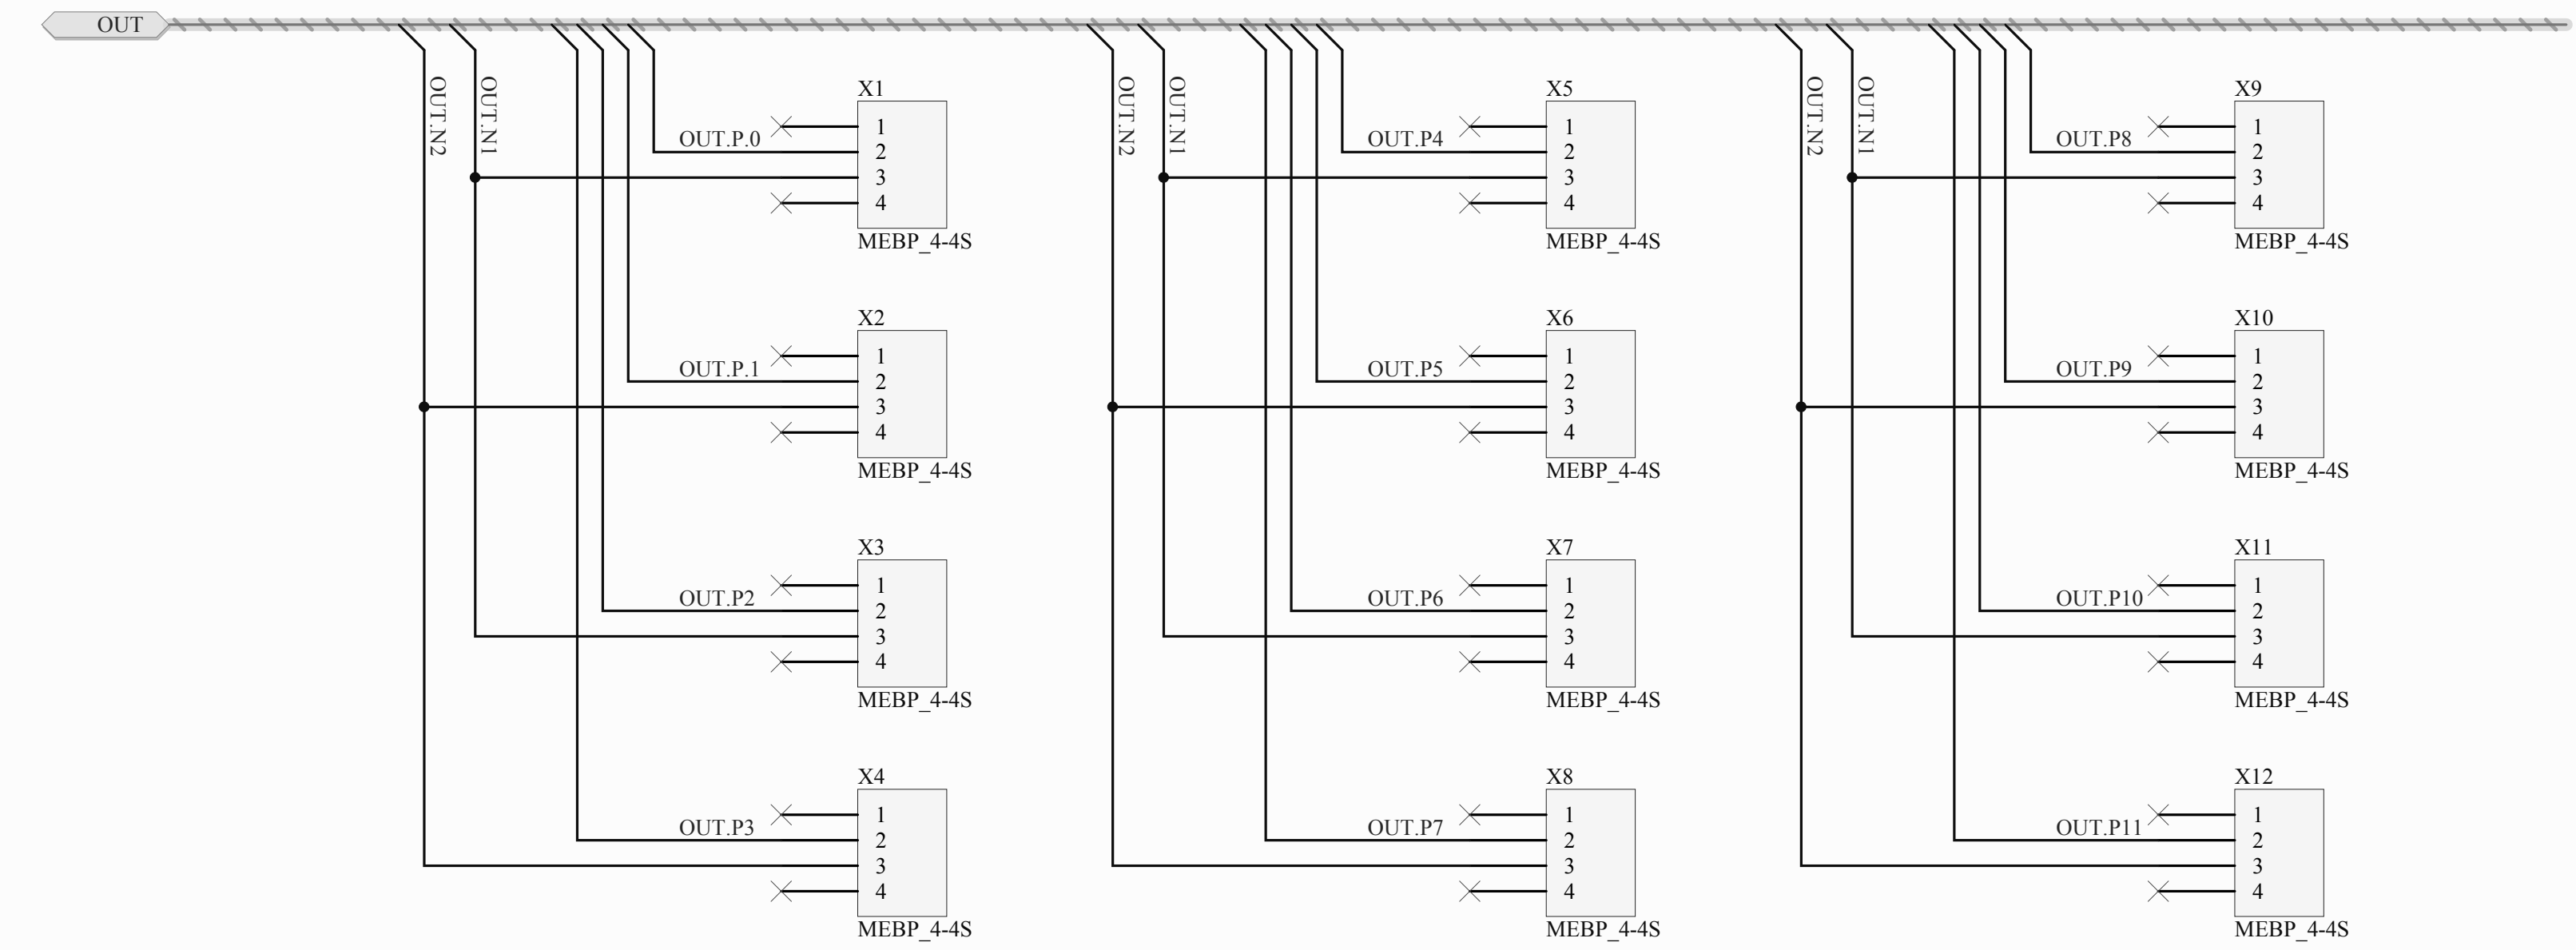 OUT
OUT.N2
OUT.N1
X1
OUT.P.0
1
2
3
4
MEBP_4-4S
X2
OUT.P.1
1
2
3
4
MEBP_4-4S
X3
OUT.P2
1
2
3
4
MEBP_4-4S
X4
OUT.P3
1
2
3
4
MEBP_4-4S
OUT.N2
OUT.N1
X5
OUT.P4
1
2
3
4
MEBP_4-4S
X6
OUT.P5
1
2
3
4
MEBP_4-4S
X7
OUT.P6
1
2
3
4
MEBP_4-4S
X8
OUT.P7
1
2
3
4
MEBP_4-4S
OUT.N2
OUT.N1
X9
OUT.P8
1
2
3
4
MEBP_4-4S
X10
OUT.P9
1
2
3
4
MEBP_4-4S
X11
OUT.P10
1
2
3
4
MEBP_4-4S
X12
OUT.P11
1
2
3
4
MEBP_4-4S